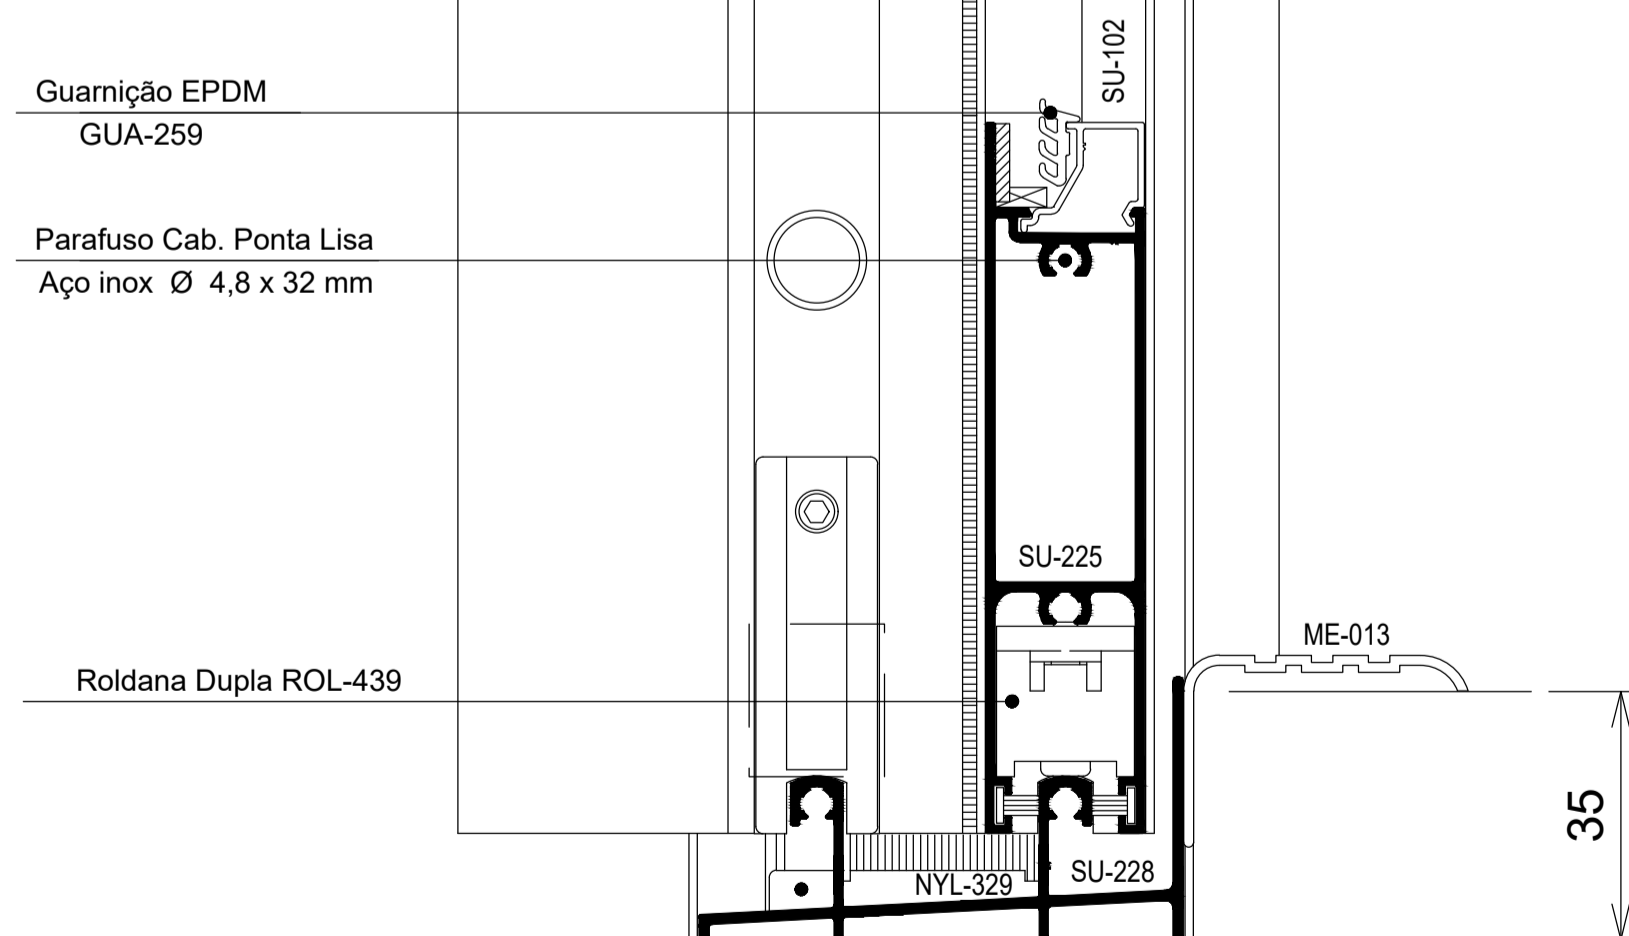 SU-102
Guarnição EPDM
GUA-259
Parafuso Cab. Ponta Lisa
Aço inox Ø 4,8 x 32 mm
SU-225
ME-013
Roldana Dupla ROL-439
35
SU-228
NYL-329